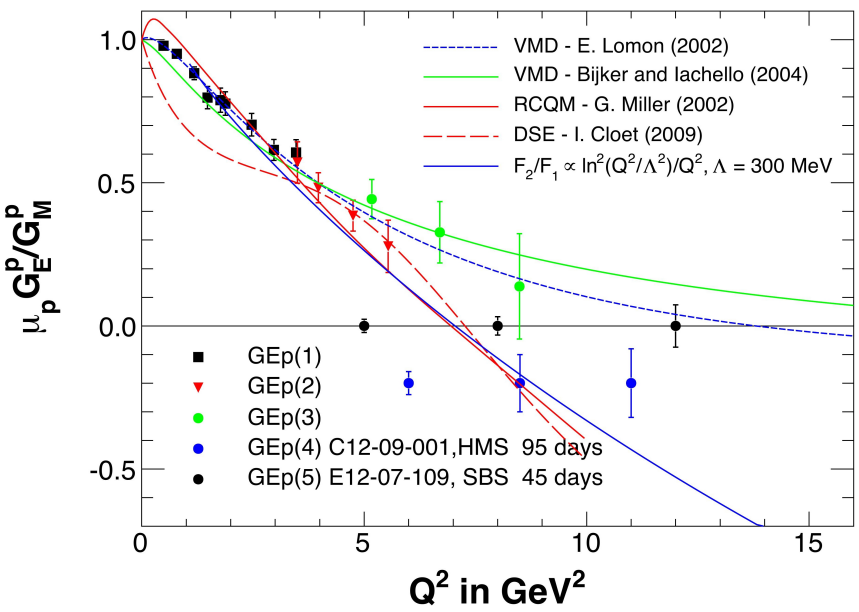 VMD - E. Lomon (2002)
VMD - Bijker and Iachello (2004)
RCQM - G. Miller (2002)
DSE - I. Cloet (2009)
F₂/F₁ ∝ ln²(Q²/Λ²)/Q², Λ = 300 MeV
1.0
0.5
0.0
-0.5
μₚGᵖ_E/Gᵖ_M
GEp(1)
GEp(2)
GEp(3)
GEp(4) C12-09-001,HMS 95 days
GEp(5) E12-07-109, SBS 45 days
0
5
10
15
Q² in GeV²